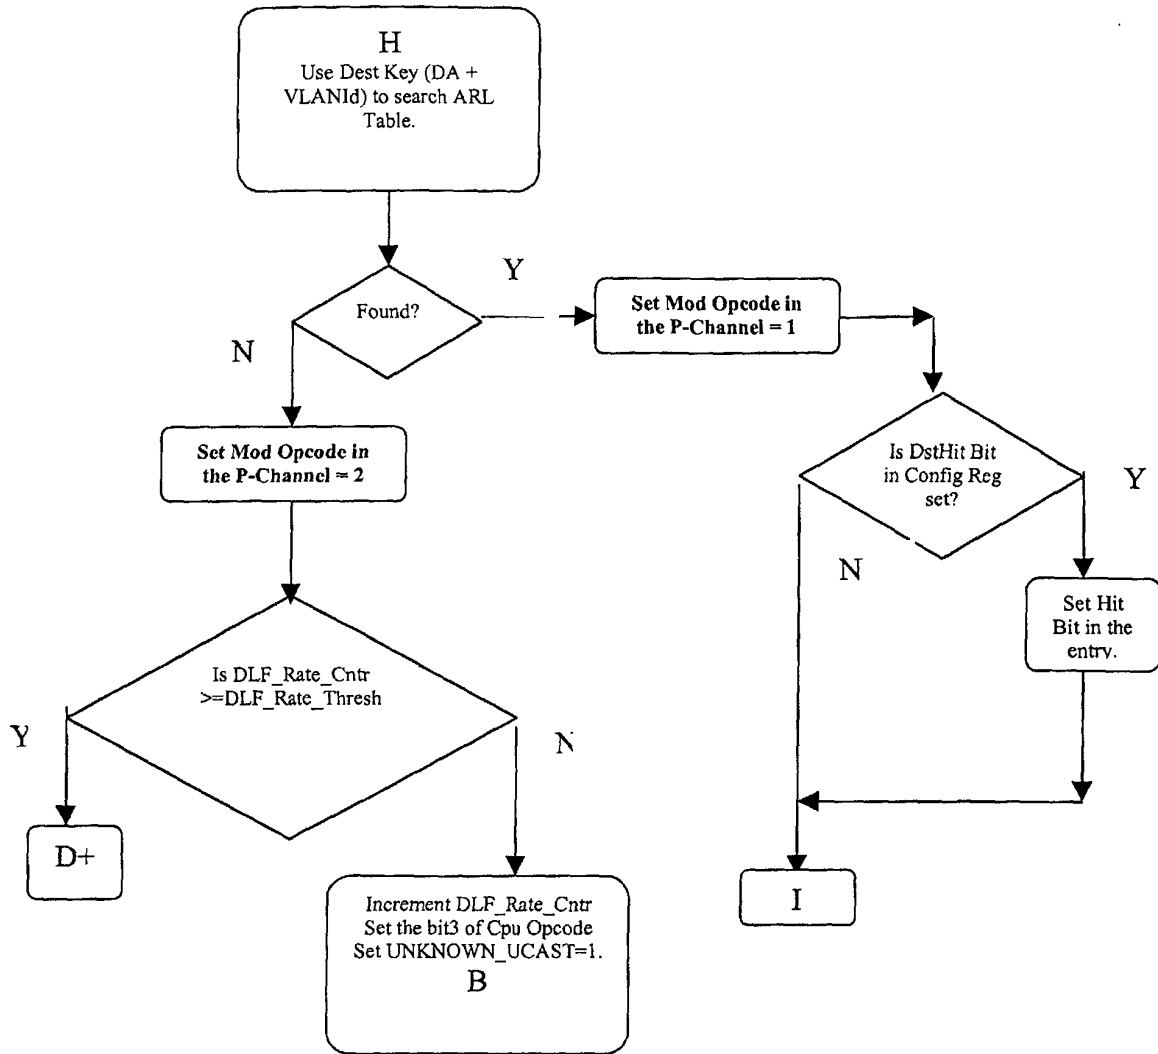 H
Use Dest Key (DA +
VLANId) to search ARL
Table.
Found?
Y
N
Set Mod Opcode in
the P-Channel = 1
Set Mod Opcode in
the P-Channel = 2
Is DstHit Bit
in Config Reg
set?
Y
N
Set Hit
Bit in the
entry.
Is DLF_Rate_Cntr
>=DLF_Rate_Thresh
Y
N
D+
I
Increment DLF_Rate_Cntr
Set the bit3 of Cpu Opcode
Set UNKNOWN_UCAST=1.
B